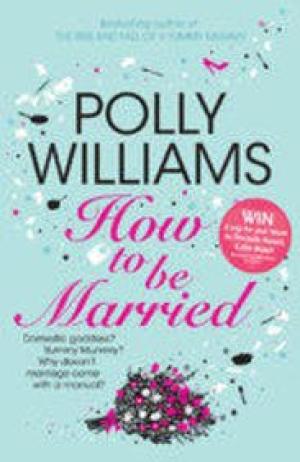 Bestselling author of
THE RISE AND FALL OF A YUMMY MUMMY
POLLY
WILLIAMS
How
to be
Married
WIN
Domestic goddess?
Yummy Mummy?
Why doesn't
marriage come
with a manual?